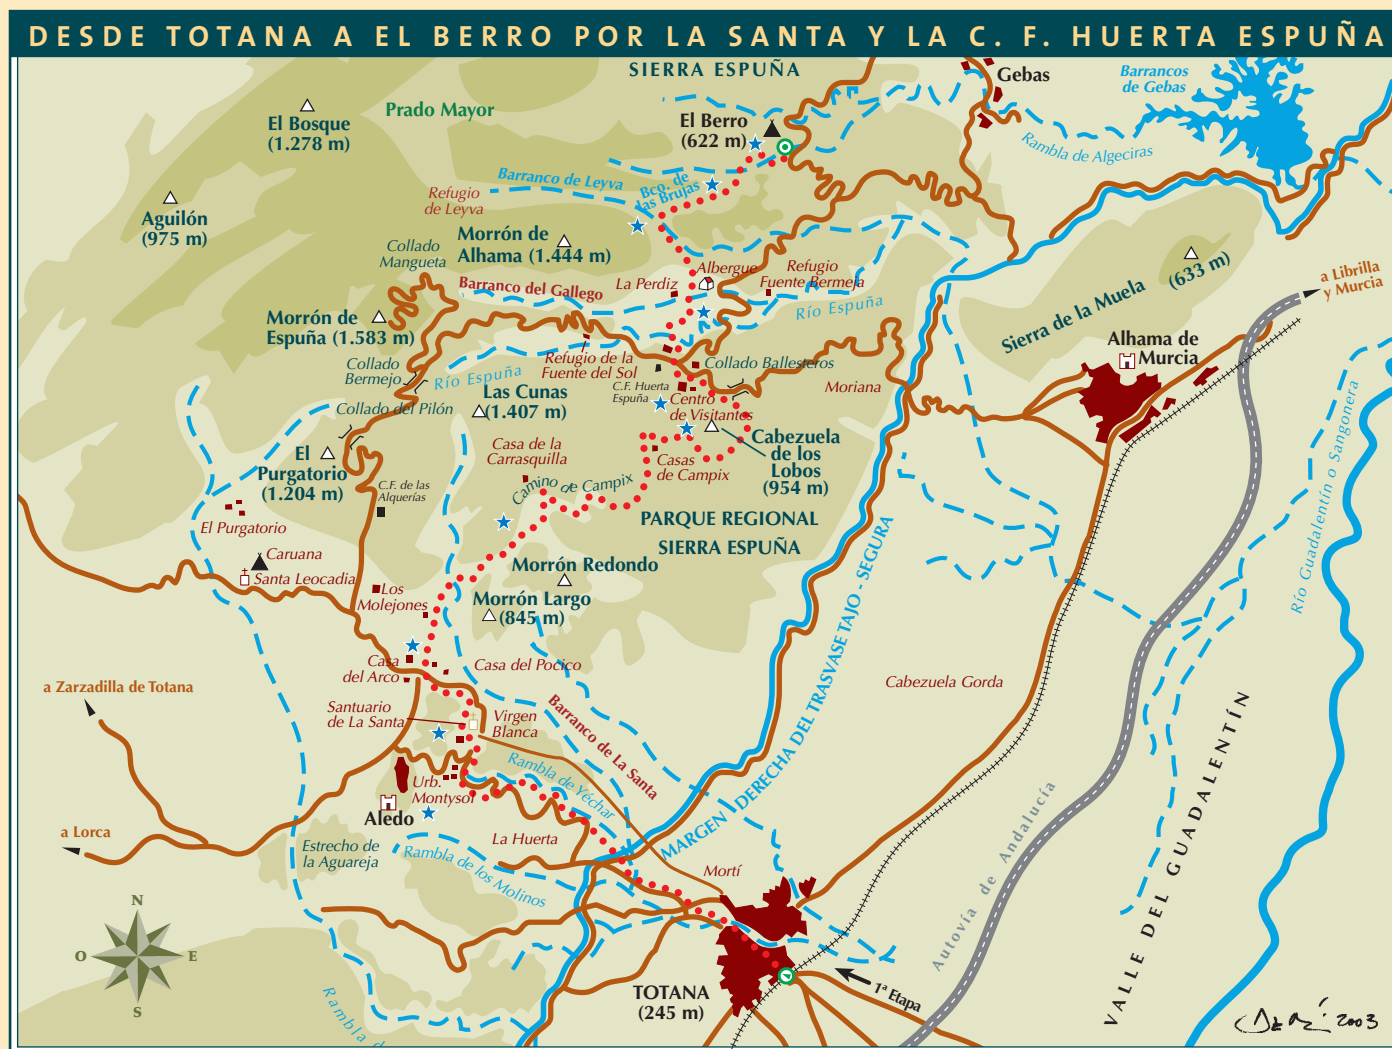 DESDE TOTANA A EL BERRO POR LA SANTA Y LA C. F. HUERTA ESPUÑA
SIERRA ESPUÑA
Gebas
Barrancos
de Gebas
El Bosque
(1.278 m)
Prado Mayor
El Berro
(622 m)
Rambla de Algeciras
Barranco de Leyva
Bco. de
las Brujas
Refugio
de Leyva
Aguilón
(975 m)
Morrón de
Alhama (1.444 m)
Collado
Mangueta
Albergue
Refugio
Fuente Bermeja
La Perdiz
Barranco del Gallego
Río Espuña
(633 m)
Sierra de la Muela
a Librilla
y Murcia
Morrón de
Espuña (1.583 m)
Alhama de
Murcia
Refugio de la
Fuente del Sol
Collado Ballesteros
Collado
Bermejo
Río Espuña
C.F. Huerta
Espuña
Moriana
Las Cunas
(1.407 m)
Centro
de Visitantes
Collado del Pilón
Cabezuela
de los
Lobos
(954 m)
Casa de la
Carrasquilla
Casas
de Campix
El
Purgatorio
(1.204 m)
C.F. de las
Alquerías
Camino de Campix
El Purgatorio
PARQUE REGIONAL
SIERRA ESPUÑA
Río Guadalentín o Sangonera
Caruana
Santa Leocadia
Morrón Redondo
Los
Molejones
Morrón Largo
(845 m)
Casa
del Arco
Casa del Pocico
Cabezuela Gorda
a Zarzadilla de Totana
Santuario
de La Santa
Virgen
Blanca
Barranco de La Santa
MARGEN DERECHA DEL TRASVASE TAJO - SEGURA
Rambla de Yéchar
Urb.
Montysol
Aledo
La Huerta
a Lorca
Estrecho de
la Aguareja
Rambla de los Molinos
Mortí
Autovía de Andalucía
VALLE DEL GUADALENTÍN
N
O
E
S
TOTANA
(245 m)
1ª Etapa
Rambla d
2003